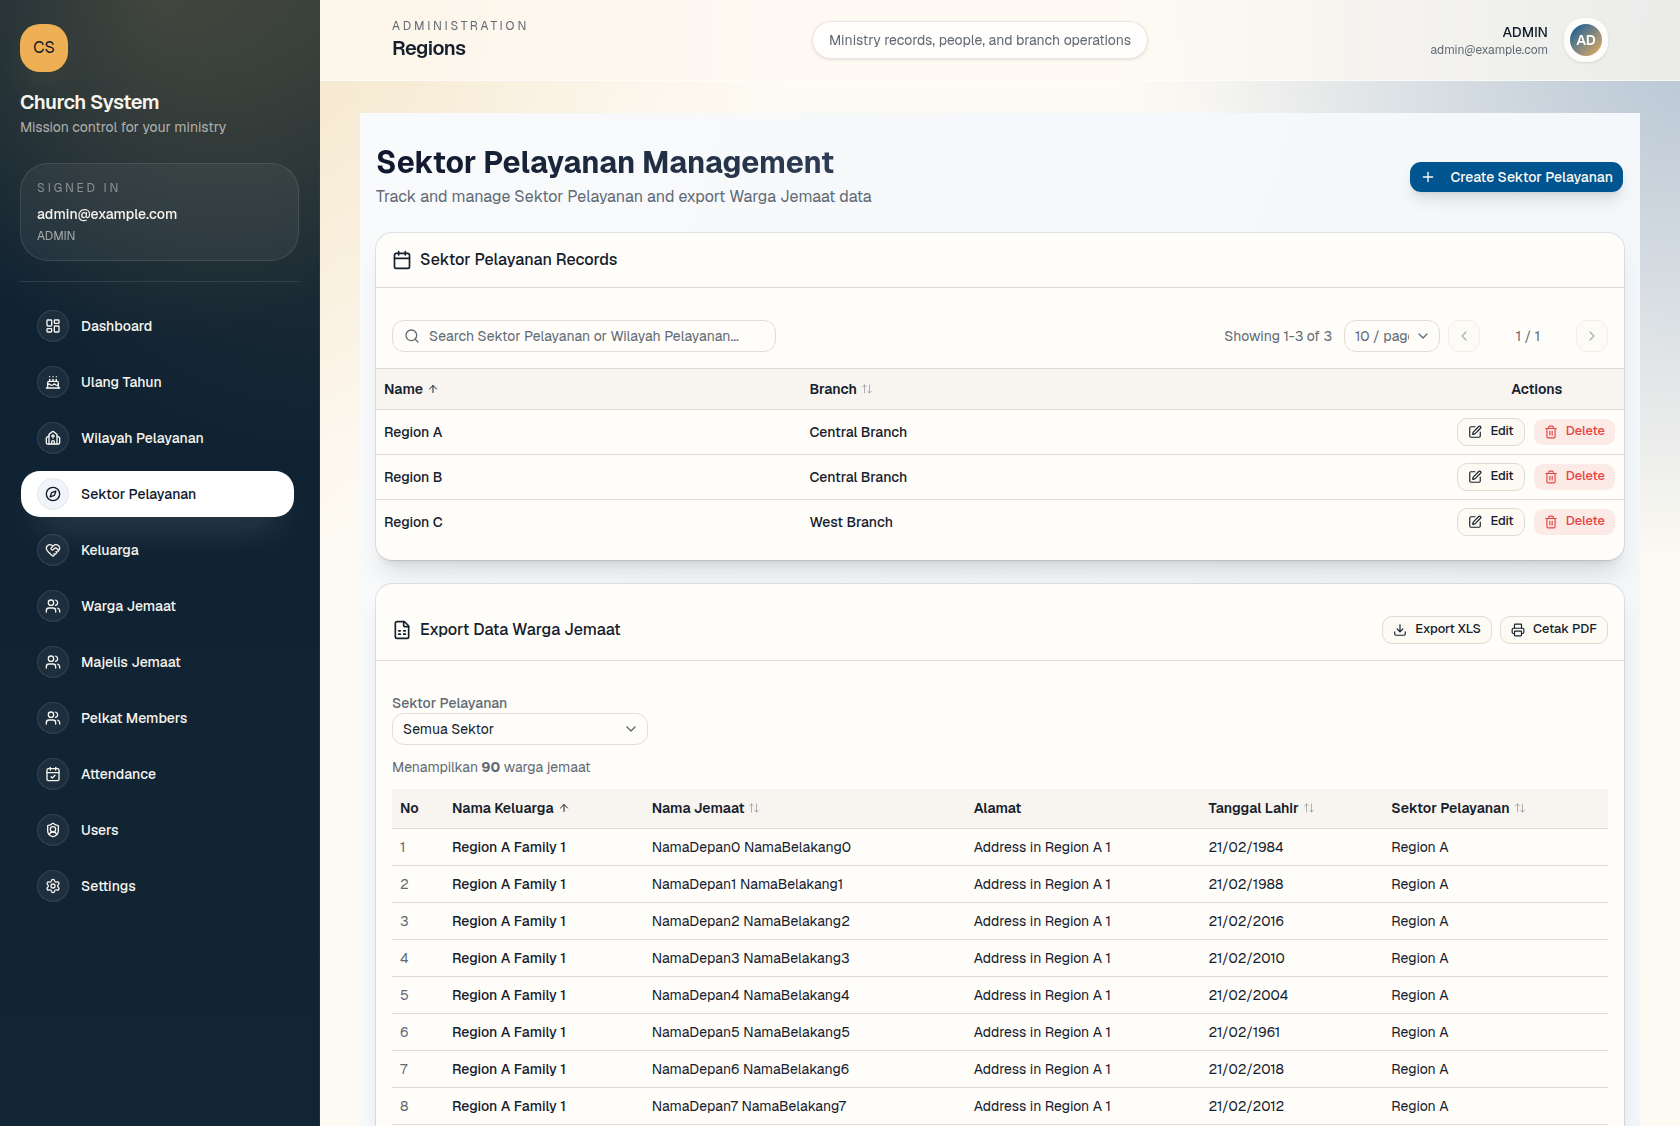 CS
Church System
Mission control for your ministry
SIGNED IN
admin@example.com
ADMIN
Dashboard
Ulang Tahun
Wilayah Pelayanan
Sektor Pelayanan
Keluarga
Warga Jemaat
Majelis Jemaat
Pelkat Members
Attendance
Users
Settings
ADMINISTRATION
Regions
Ministry records, people, and branch operations
ADMIN
admin@example.com
AD
Sektor Pelayanan Management
Track and manage Sektor Pelayanan and export Warga Jemaat data
Create Sektor Pelayanan
Sektor Pelayanan Records
Search Sektor Pelayanan or Wilayah Pelayanan...
Showing 1-3 of 3
10 / page
1 / 1
Name Branch Actions
Region A Central Branch Edit Delete
Region B Central Branch Edit Delete
Region C West Branch Edit Delete
Export Data Warga Jemaat
Export XLS
Cetak PDF
Sektor Pelayanan
Semua Sektor
Menampilkan 90 warga jemaat
No Nama Keluarga Nama Jemaat Alamat Tanggal Lahir Sektor Pelayanan
1 Region A Family 1 NamaDepan0 NamaBelakang0 Address in Region A 1 21/02/1984 Region A
2 Region A Family 1 NamaDepan1 NamaBelakang1 Address in Region A 1 21/02/1988 Region A
3 Region A Family 1 NamaDepan2 NamaBelakang2 Address in Region A 1 21/02/2016 Region A
4 Region A Family 1 NamaDepan3 NamaBelakang3 Address in Region A 1 21/02/2010 Region A
5 Region A Family 1 NamaDepan4 NamaBelakang4 Address in Region A 1 21/02/2004 Region A
6 Region A Family 1 NamaDepan5 NamaBelakang5 Address in Region A 1 21/02/1961 Region A
7 Region A Family 1 NamaDepan6 NamaBelakang6 Address in Region A 1 21/02/2018 Region A
8 Region A Family 1 NamaDepan7 NamaBelakang7 Address in Region A 1 21/02/2012 Region A